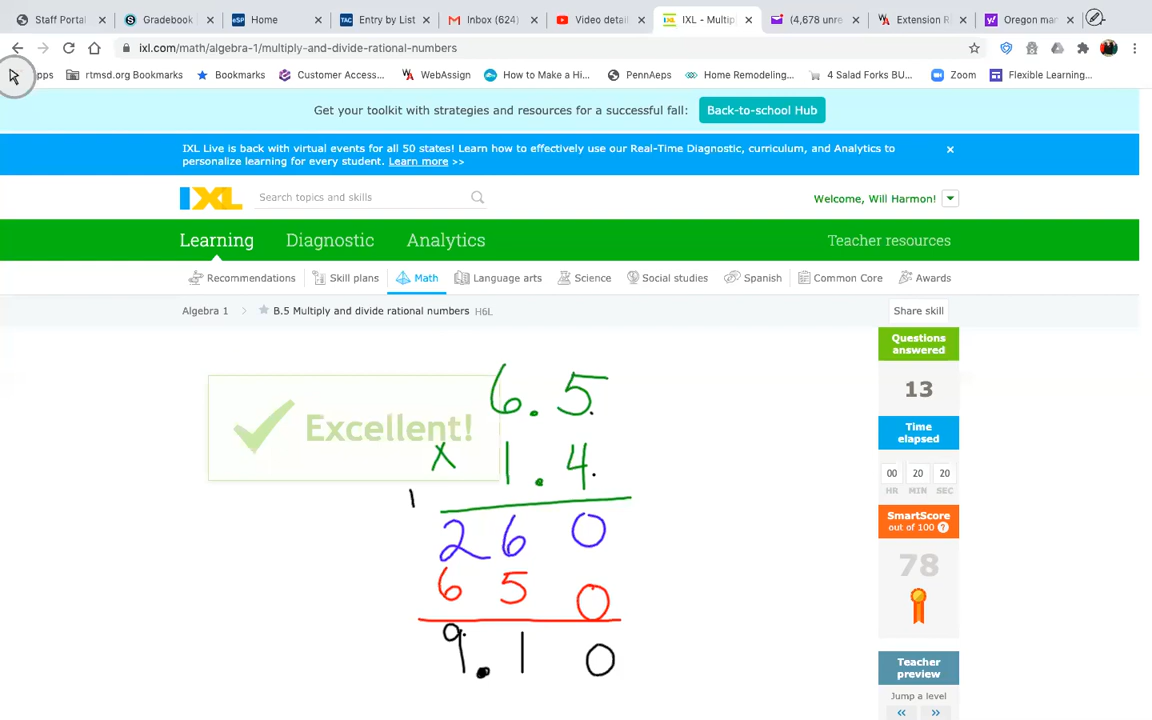 Staff Portal
Gradebook
Home
Entry by List
Inbox (624)
Video detai
IXL - Multip
(4,678 unre
Extension R
Oregon mar
ixl.com/math/algebra-1/multiply-and-divide-rational-numbers
pps
rtmsd.org Bookmarks
Bookmarks
Customer Access...
WebAssign
How to Make a Hi...
PennAeps
Home Remodeling...
4 Salad Forks BU...
Zoom
Flexible Learning...
Get your toolkit with strategies and resources for a successful fall:
Back-to-school Hub
IXL Live is back with virtual events for all 50 states! Learn how to effectively use our Real-Time Diagnostic, curriculum, and Analytics to
personalize learning for every student. Learn more >>
IXL
Search topics and skills
Welcome, Will Harmon!
Learning
Diagnostic
Analytics
Teacher resources
Recommendations
Skill plans
Math
Language arts
Science
Social studies
Spanish
Common Core
Awards
Algebra 1
B.5 Multiply and divide rational numbers H6L
Share skill
Questions
answered
13
Time
elapsed
00 20 20
HR MIN SEC
SmartScore
out of 100 ?
78
Teacher
preview
Jump a level
<< >>
Excellent!
6.5
x 1.4
1
260
650
9.10